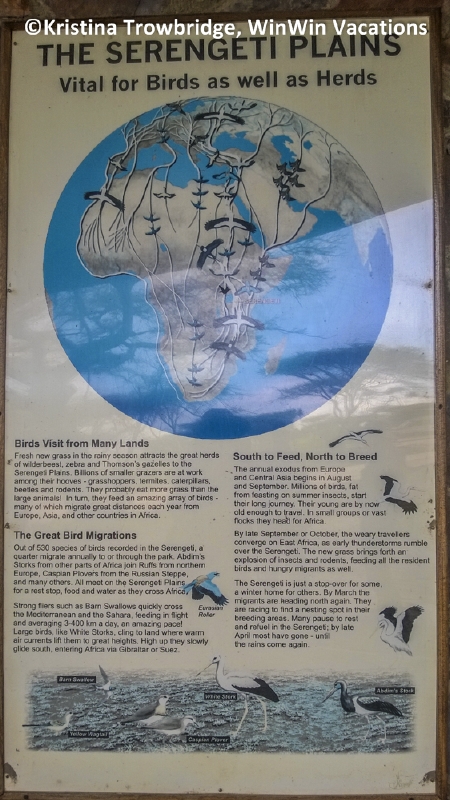 ©Kristina Trowbridge, WinWin Vacations
THE SERENGETI PLAINS
Vital for Birds as well as Herds
Birds Visit from Many Lands
Fresh new grass in the rainy season attracts the great herds
of wildebeest, zebra and Thomson's gazelles to the
Serengeti Plains. Billions of smaller grazers are at work
among their hooves - grasshoppers, termites, caterpillars,
beetles and rodents. They probably eat more grass than the
large animals! In turn, they feed an amazing array of birds -
many of which migrate great distances each year from
Europe, Asia, and other countries in Africa.
The Great Bird Migrations
Out of 530 species of birds recorded in the Serengeti, a
quarter migrate annually to or through the park. Abdim's
Storks from other parts of Africa join Ruffs from northern
Europe, Caspian Plovers from the Russian Steppe,
and many others. All meet on the Serengeti Plains
for a rest stop, food and water as they cross Africa.
Strong fliers such as Barn Swallows quickly cross
the Mediterranean and the Sahara, feeding in flight
and averaging 3-400 km a day, an amazing pace!
Large birds, like White Storks, cling to land where warm
air currents lift them to great heights. High up they slowly
glide south, entering Africa via Gibraltar or Suez.
Eurasian
Roller
South to Feed, North to Breed
The annual exodus from Europe
and Central Asia begins in August
and September. Millions of birds, fat
from feasting on summer insects, start
their long journey. Their young are by now
old enough to travel. In small groups or vast
flocks they head for Africa.
By late September or October, the weary travellers
converge on East Africa, as early thunderstorms rumble
over the Serengeti. The new grass brings forth an
explosion of insects and rodents, feeding all the resident
birds and hungry migrants as well.
The Serengeti is just a stop-over for some,
a winter home for others. By March the
migrants are heading north again. They
are racing to find a nesting spot in their
breeding areas. Many pause to rest
and refuel in the Serengeti; by late
April most have gone - until
the rains come again.
Barn Swallow
White Stork
Abdim's Stork
Yellow Wagtail
Caspian Plover